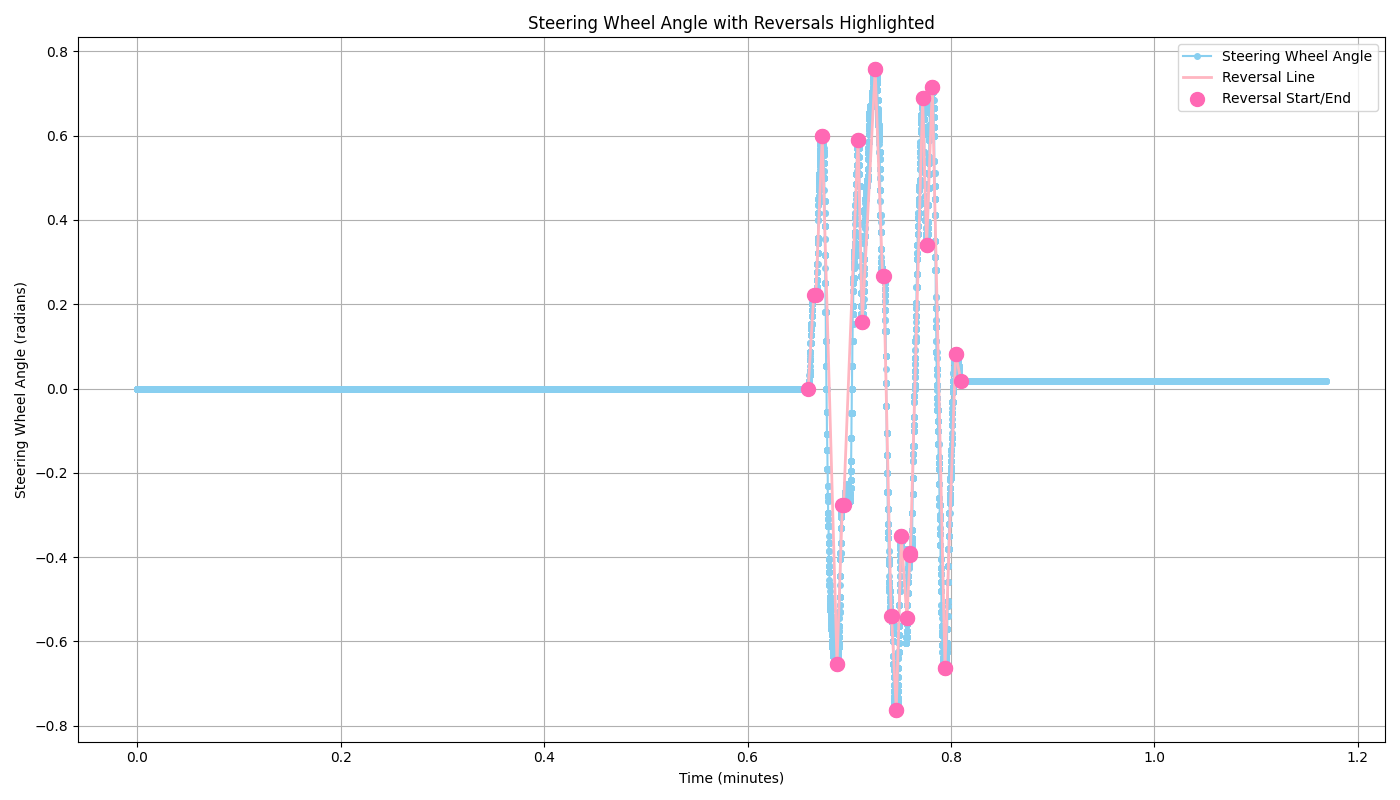 Steering Wheel Angle with Reversals Highlighted
Steering Wheel Angle
Reversal Line
Reversal Start/End
Steering Wheel Angle (radians)
0.8
0.6
0.4
0.2
0.0
−0.2
−0.4
−0.6
−0.8
0.0 0.2 0.4 0.6 0.8 1.0 1.2
Time (minutes)